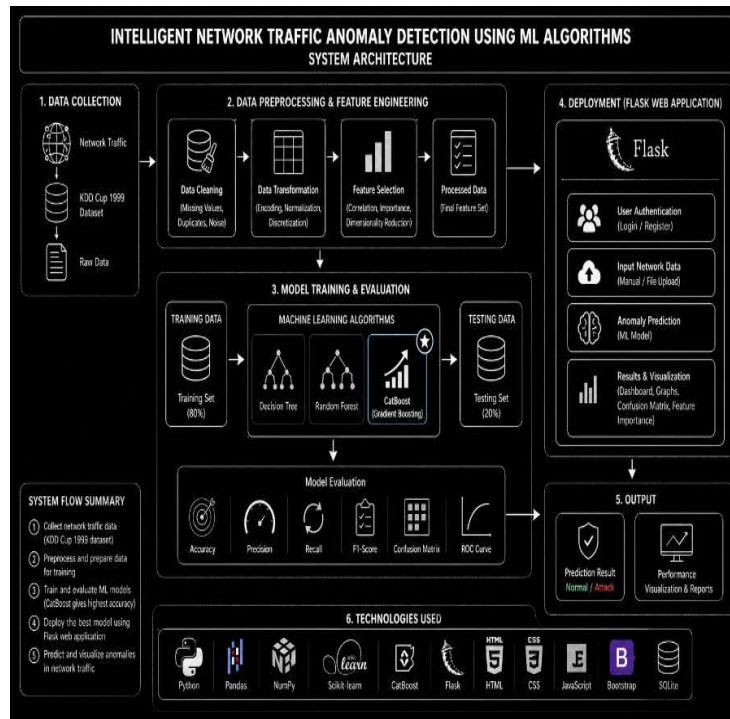 INTELLIGENT NETWORK TRAFFIC ANOMALY DETECTION USING ML ALGORITHMS
SYSTEM ARCHITECTURE
1. DATA COLLECTION
Network Traffic
KDD Cup 1999
Dataset
Raw Data
2. DATA PREPROCESSING & FEATURE ENGINEERING
Data Cleaning
(Missing Values,
Duplicates, Noise)
Data Transformation
(Encoding, Normalization,
Discretization)
Feature Selection
(Correlation, Importance,
Dimensionality Reduction)
Processed Data
(Final Feature Set)
3. MODEL TRAINING & EVALUATION
TRAINING DATA
Training Set
(80%)
MACHINE LEARNING ALGORITHMS
Decision Tree
Random Forest
CatBoost
(Gradient Boosting)
TESTING DATA
Testing Set
(20%)
Model Evaluation
Accuracy
Precision
Recall
F1-Score
Confusion Matrix
ROC Curve
4. DEPLOYMENT (FLASK WEB APPLICATION)
Flask
User Authentication
(Login / Register)
Input Network Data
(Manual / File Upload)
Anomaly Prediction
(ML Model)
Results & Visualization
(Dashboard, Graphs,
Confusion Matrix, Feature
Importance)
5. OUTPUT
Prediction Result
Normal / Attack
Performance
Visualization & Reports
SYSTEM FLOW SUMMARY
1 Collect network traffic data
(KDD Cup 1999 dataset)
2 Preprocess and prepare data
for training
3 Train and evaluate ML models
(CatBoost gives highest accuracy)
4 Deploy the best model using
Flask web application
5 Predict and visualize anomalies
in network traffic
6. TECHNOLOGIES USED
Python
Pandas
NumPy
learn
Scikit-learn
CatBoost
Flask
HTML
5
HTML
CSS
3
CSS
JavaScript
B
Bootstrap
SQLite